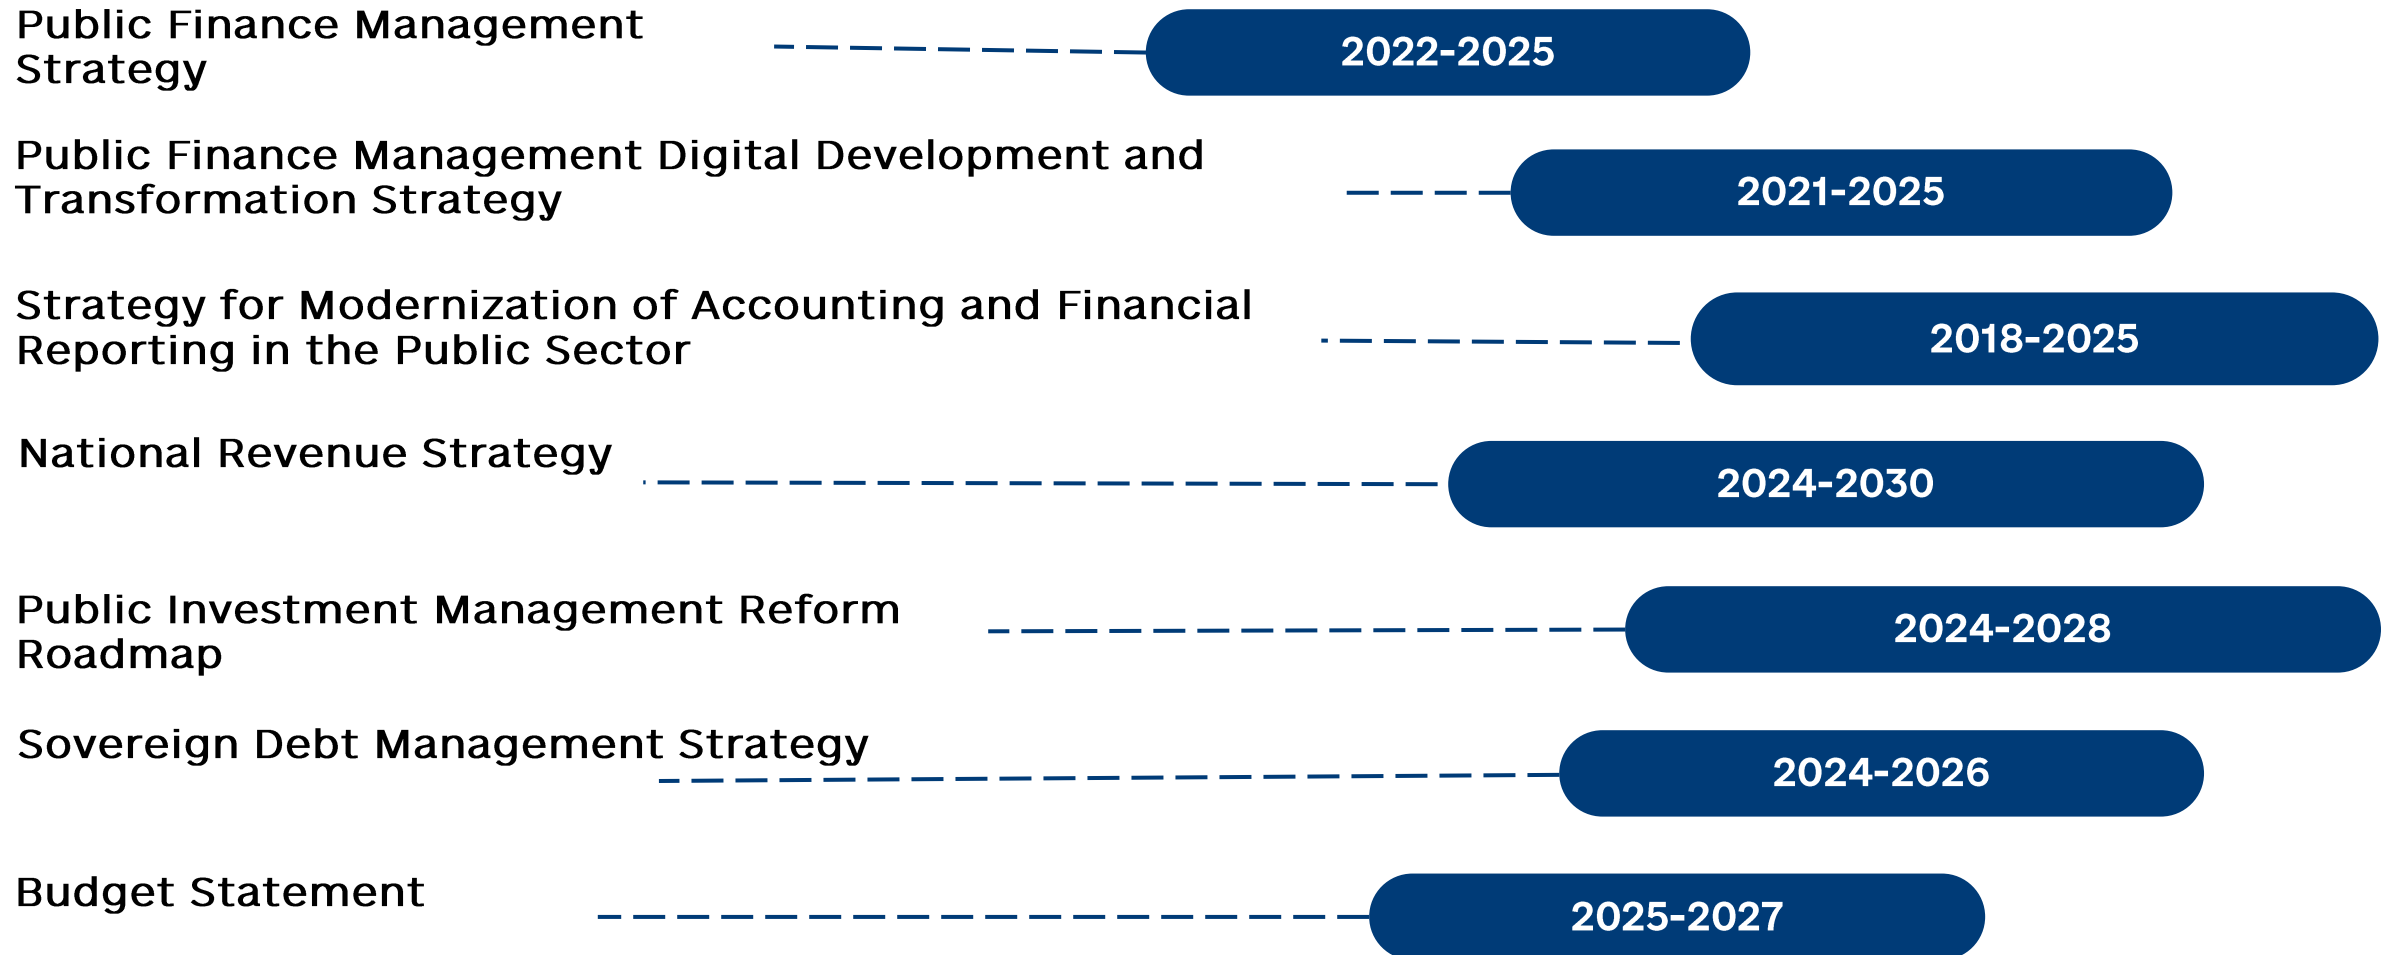 Public Finance Management
Strategy
2022-2025
Public Finance Management Digital Development and
Transformation Strategy
2021-2025
Strategy for Modernization of Accounting and Financial
Reporting in the Public Sector
2018-2025
National Revenue Strategy
2024-2030
Public Investment Management Reform
Roadmap
2024-2028
Sovereign Debt Management Strategy
2024-2026
Budget Statement
2025-2027